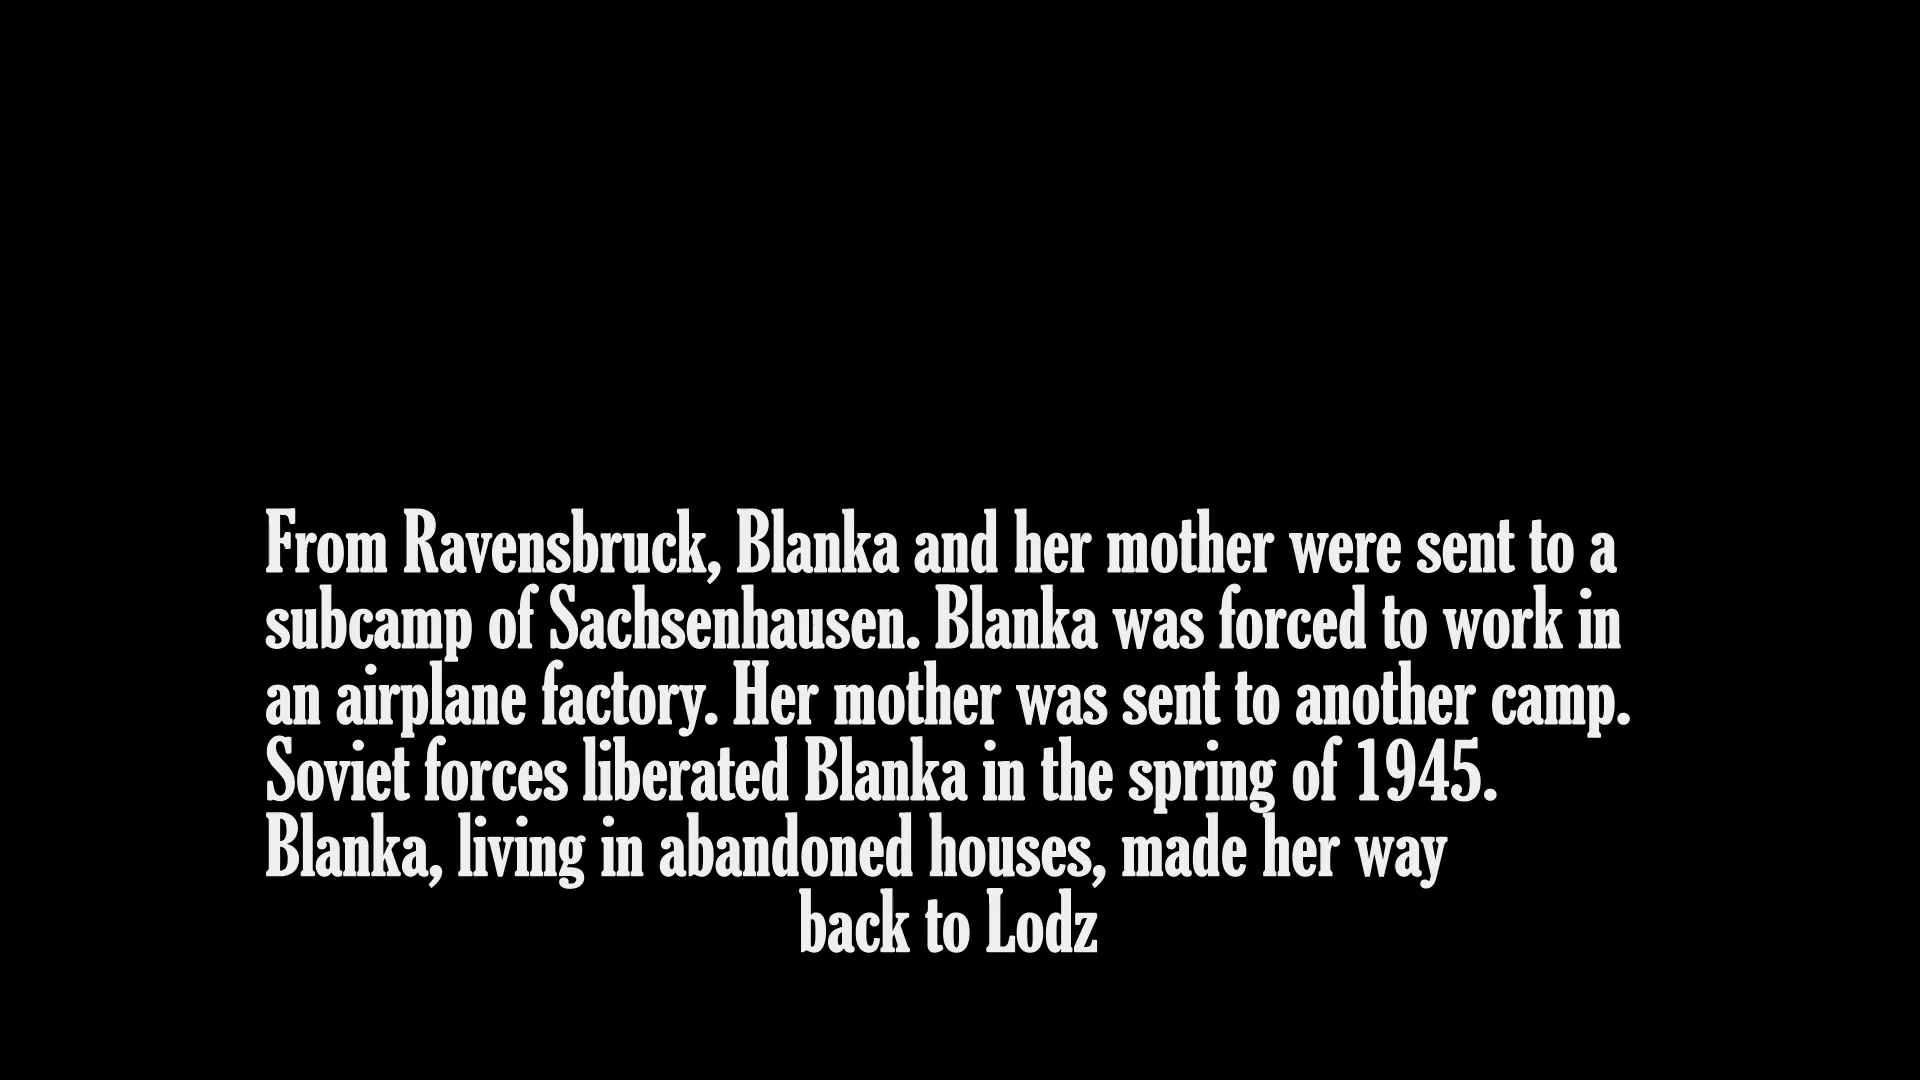 From Ravensbruck, Blanka and her mother were sent to a
subcamp of Sachsenhausen. Blanka was forced to work in
an airplane factory. Her mother was sent to another camp.
Soviet forces liberated Blanka in the spring of 1945.
Blanka, living in abandoned houses, made her way
back to Lodz